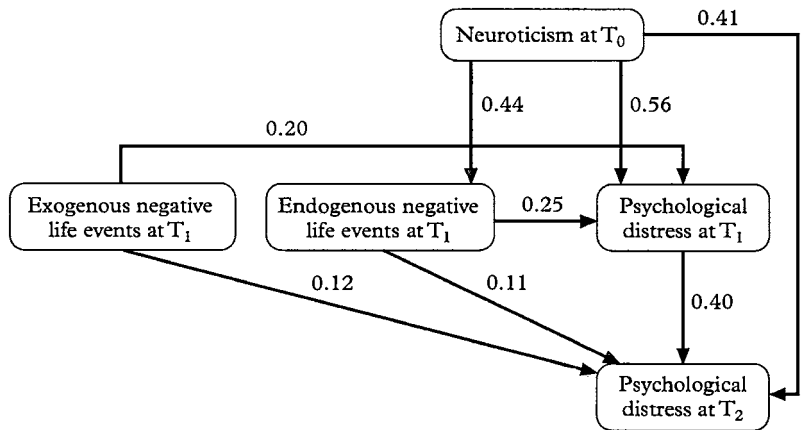 0.41
Neuroticism at T₀
0.44
0.56
0.20
Exogenous negative
life events at T₁
Endogenous negative
life events at T₁
0.25
Psychological
distress at T₁
0.12
0.11
0.40
Psychological
distress at T₂